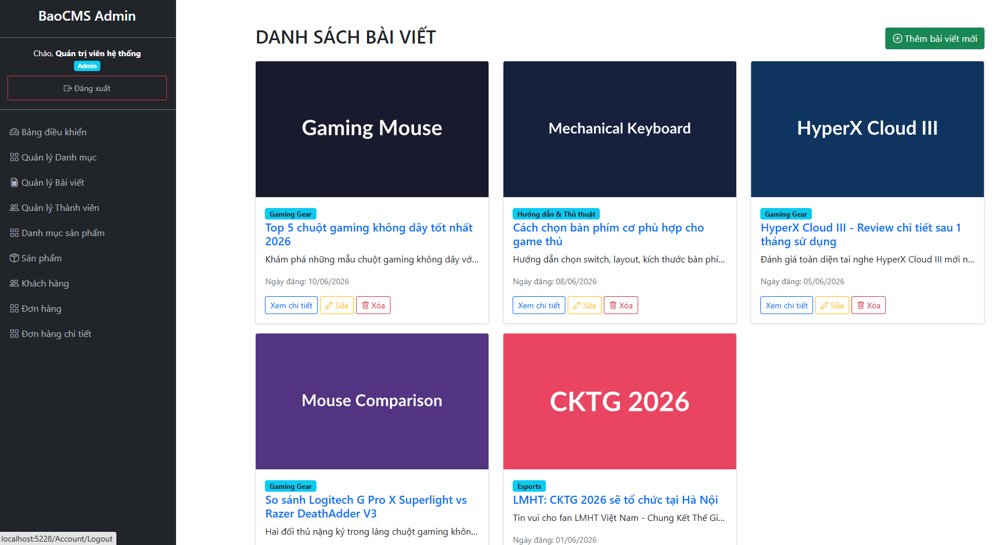 BaoCMS Admin
Chào, Quản trị viên hệ thống
Admin
Đăng xuất
Bảng điều khiển
Quản lý Danh mục
Quản lý Bài viết
Quản lý Thành viên
Danh mục sản phẩm
Sản phẩm
Khách hàng
Đơn hàng
Đơn hàng chi tiết
localhost:5228/Account/Logout
DANH SÁCH BÀI VIẾT
Thêm bài viết mới
Gaming Mouse
Gaming Gear
Top 5 chuột gaming không dây tốt nhất
2026
Khám phá những mẫu chuột gaming không dây vớ...
Ngày đăng: 10/06/2026
Xem chi tiết Sửa Xóa
Mechanical Keyboard
Hướng dẫn & Thủ thuật
Cách chọn bàn phím cơ phù hợp cho
game thủ
Hướng dẫn chọn switch, layout, kích thước bàn phí...
Ngày đăng: 08/06/2026
Xem chi tiết Sửa Xóa
HyperX Cloud III
Gaming Gear
HyperX Cloud III - Review chi tiết sau 1
tháng sử dụng
Đánh giá toàn diện tai nghe HyperX Cloud III mới n...
Ngày đăng: 05/06/2026
Xem chi tiết Sửa Xóa
Mouse Comparison
Gaming Gear
So sánh Logitech G Pro X Superlight vs
Razer DeathAdder V3
Hai đối thủ nặng ký trong làng chuột gaming khôn...
CKTG 2026
Esports
LMHT: CKTG 2026 sẽ tổ chức tại Hà Nội
Tin vui cho fan LMHT Việt Nam - Chung Kết Thế Gi...
Ngày đăng: 01/06/2026